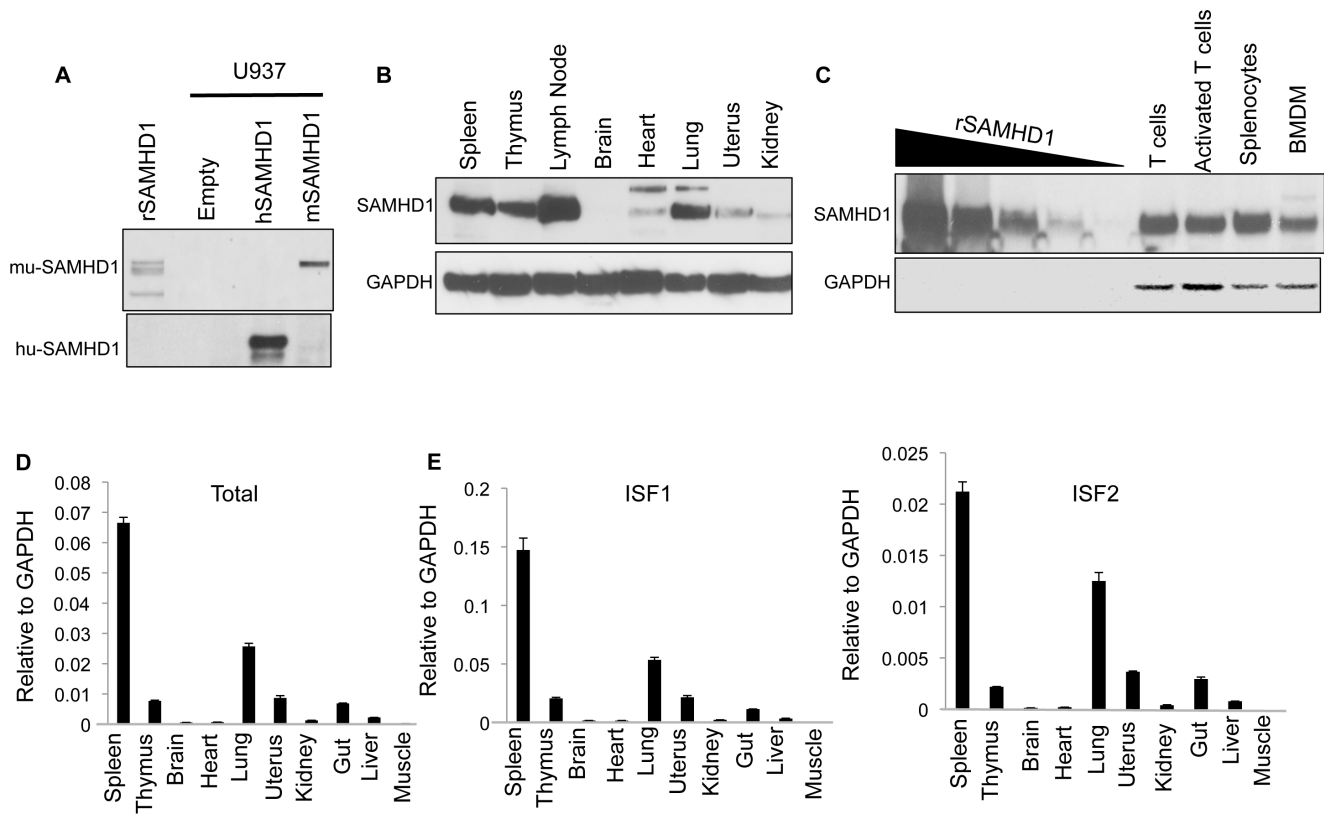 A
U937
rSAMHD1
Empty
hSAMHD1
mSAMHD1
mu-SAMHD1
hu-SAMHD1
B
Spleen
Thymus
Lymph Node
Brain
Heart
Lung
Uterus
Kidney
SAMHD1
GAPDH
C
rSAMHD1
T cells
Activated T cells
Splenocytes
BMDM
SAMHD1
GAPDH
D
Total
Relative to GAPDH
0.08
0.07
0.06
0.05
0.04
0.03
0.02
0.01
0
Spleen
Thymus
Brain
Heart
Lung
Uterus
Kidney
Gut
Liver
Muscle
E
ISF1
Relative to GAPDH
0.2
0.15
0.1
0.05
0
Spleen
Thymus
Brain
Heart
Lung
Uterus
Kidney
Gut
Liver
Muscle
ISF2
Relative to GAPDH
0.025
0.02
0.015
0.01
0.005
0
Spleen
Thymus
Brain
Heart
Lung
Uterus
Kidney
Gut
Liver
Muscle